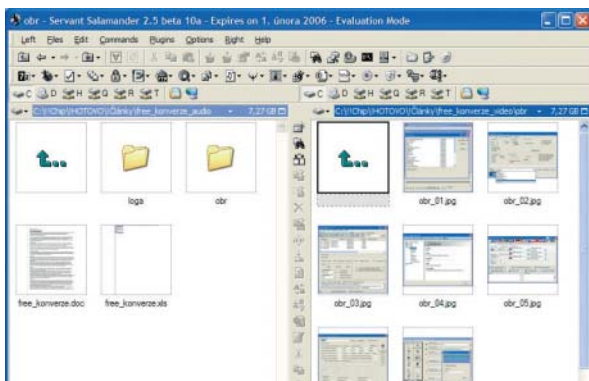 obr - Servant Salamander 2.5 beta 10a - Expires on 1. února 2006 - Evaluation Mode
Left Files Edit Commands Plugins Options Right Help
C D H Q R T
C D H Q R T
C:\!Chip\HOTOVO\Články\free_konverze_audio 7,27 GB
C:\!Chip\HOTOVO\Články\free_konverze_video\obr 7,27 GB
loga
obr
obr_01.jpg
obr_02.jpg
free_konverze.doc
free_konverze.xls
obr_03.jpg
obr_04.jpg
obr_05.jpg